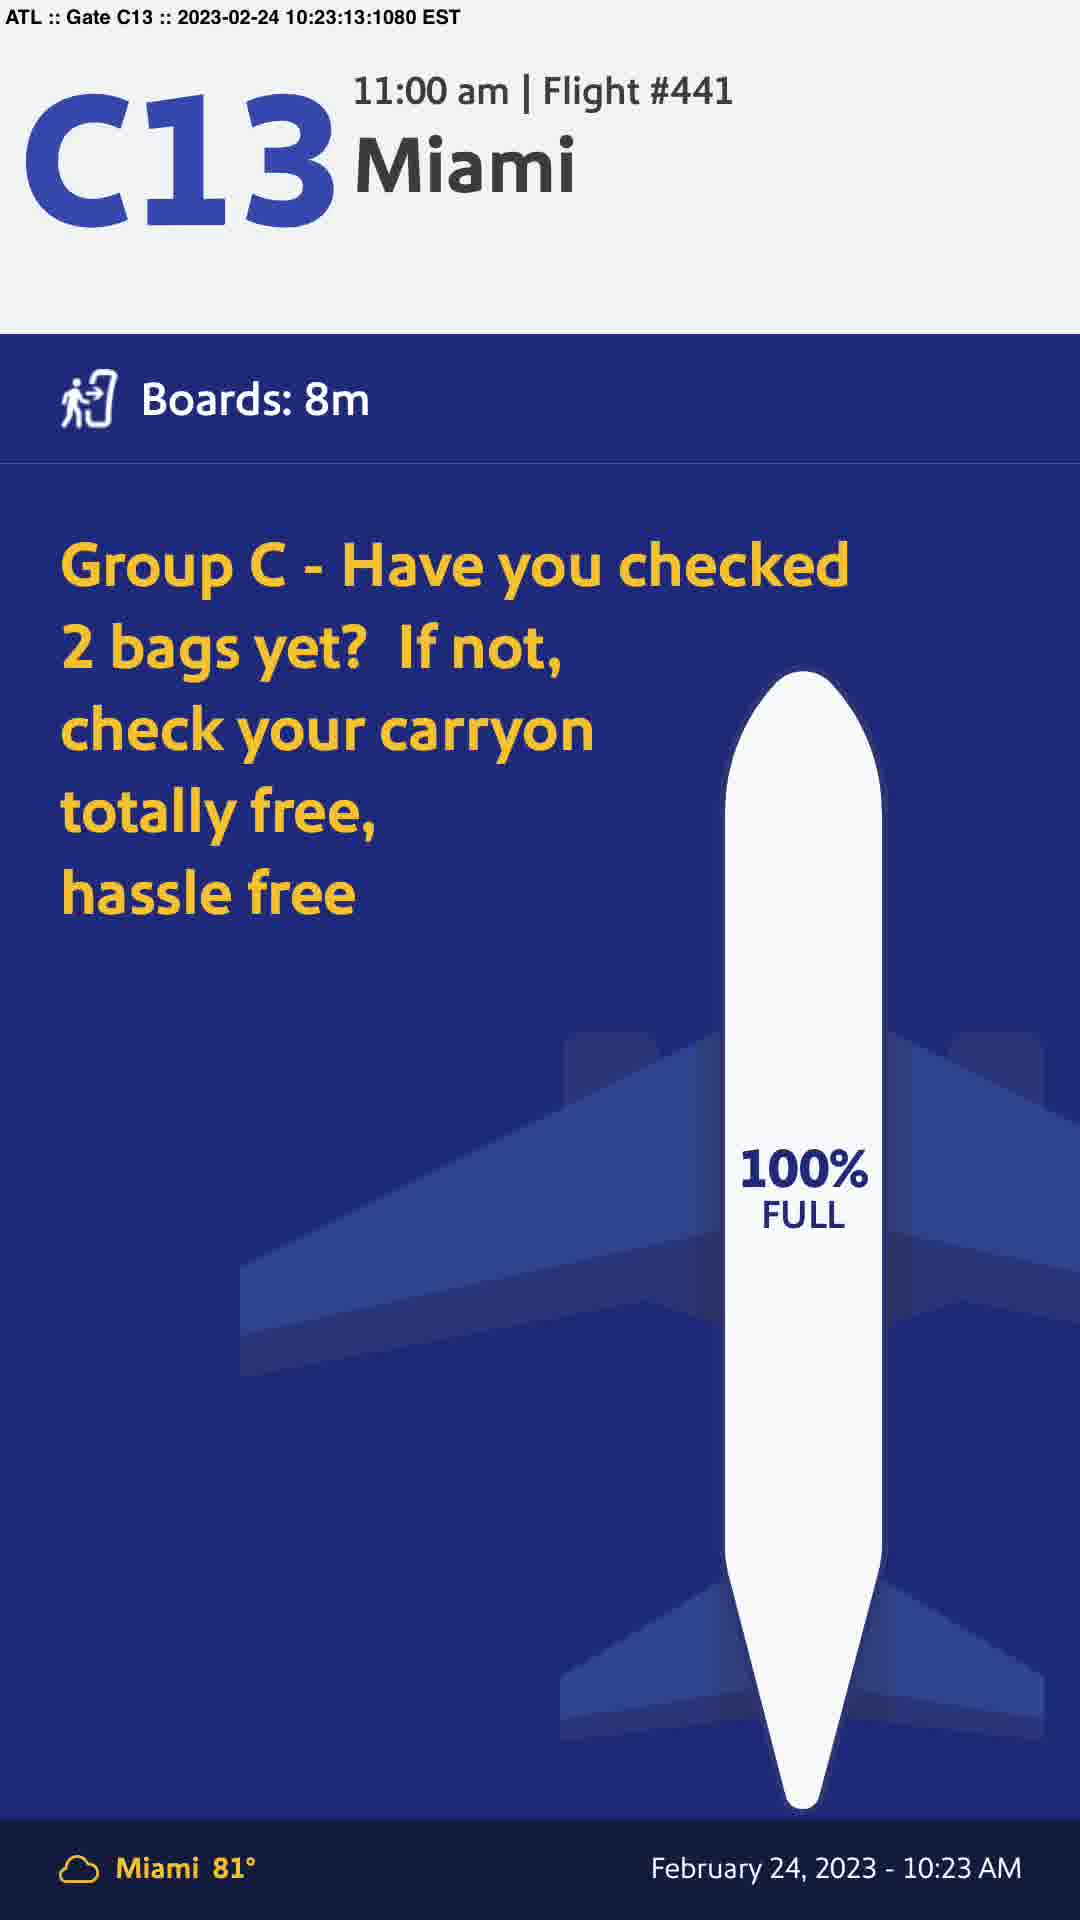 ATL :: Gate C13 :: 2023-02-24 10:23:13:1080 EST
C13
11:00 am | Flight #441
Miami
Boards: 8m
Group C - Have you checked
2 bags yet?  If not,
check your carryon
totally free,
hassle free
100%
FULL
Miami 81°
February 24, 2023 - 10:23 AM